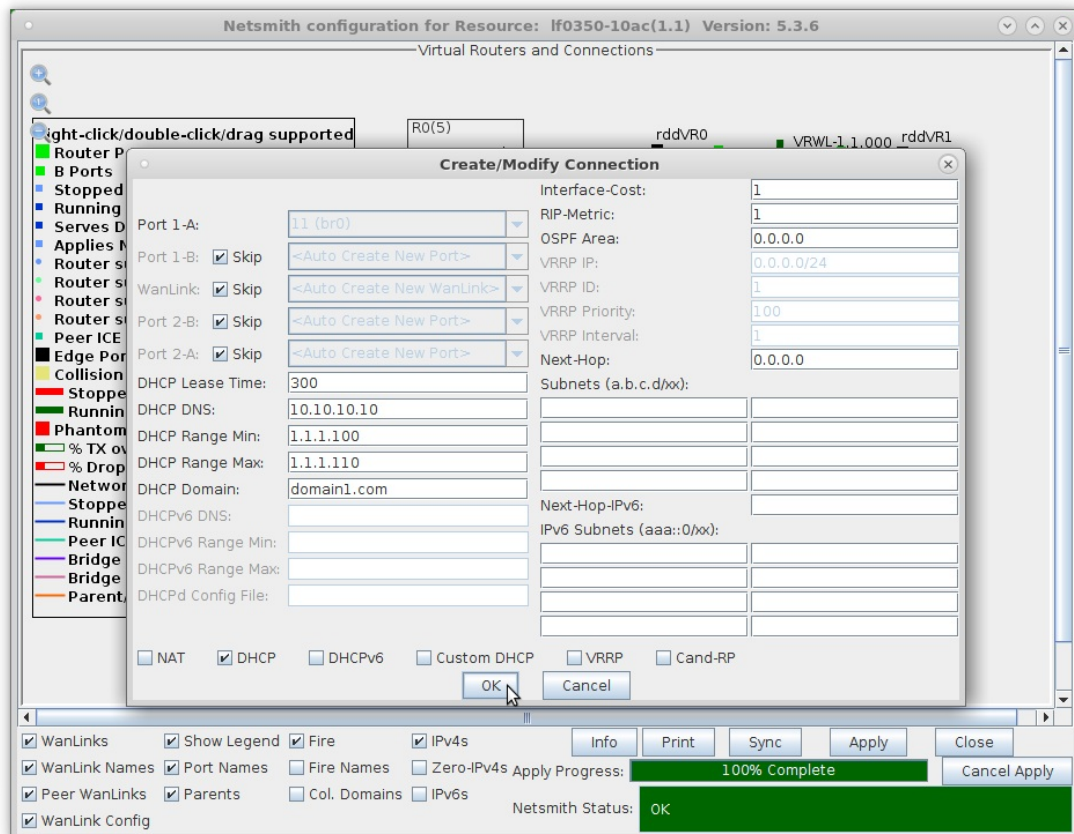 Netsmith configuration for Resource: lf0350-10ac(1.1) Version: 5.3.6
Virtual Routers and Connections
ight-click/double-click/drag supported
R0(5)
rddVR0
VRWL-1.1.000
rddVR1
Router P
B Ports
Stopped
Running
Serves D
Applies N
Router su
Router su
Router su
Router su
Peer ICE
Edge Por
Collision
Stoppe
Runnin
Phantom
% TX ov
% Drop
Networ
Stoppe
Runnin
Peer IC
Bridge
Bridge
Parent/
Create/Modify Connection
Port 1-A: 11 (br0)
Port 1-B: Skip <Auto Create New Port>
WanLink: Skip <Auto Create New WanLink>
Port 2-B: Skip <Auto Create New Port>
Port 2-A: Skip <Auto Create New Port>
DHCP Lease Time: 300
DHCP DNS: 10.10.10.10
DHCP Range Min: 1.1.1.100
DHCP Range Max: 1.1.1.110
DHCP Domain: domain1.com
DHCPv6 DNS:
DHCPv6 Range Min:
DHCPv6 Range Max:
DHCPd Config File:
Interface-Cost: 1
RIP-Metric: 1
OSPF Area: 0.0.0.0
VRRP IP: 0.0.0.0/24
VRRP ID: 1
VRRP Priority: 100
VRRP Interval: 1
Next-Hop: 0.0.0.0
Subnets (a.b.c.d/xx):
Next-Hop-IPv6:
IPv6 Subnets (aaa::0/xx):
NAT DHCP DHCPv6 Custom DHCP VRRP Cand-RP
OK Cancel
WanLinks Show Legend Fire IPv4s Info Print Sync Apply Close
WanLink Names Port Names Fire Names Zero-IPv4s Apply Progress: 100% Complete Cancel Apply
Peer WanLinks Parents Col. Domains IPv6s Netsmith Status: OK
WanLink Config